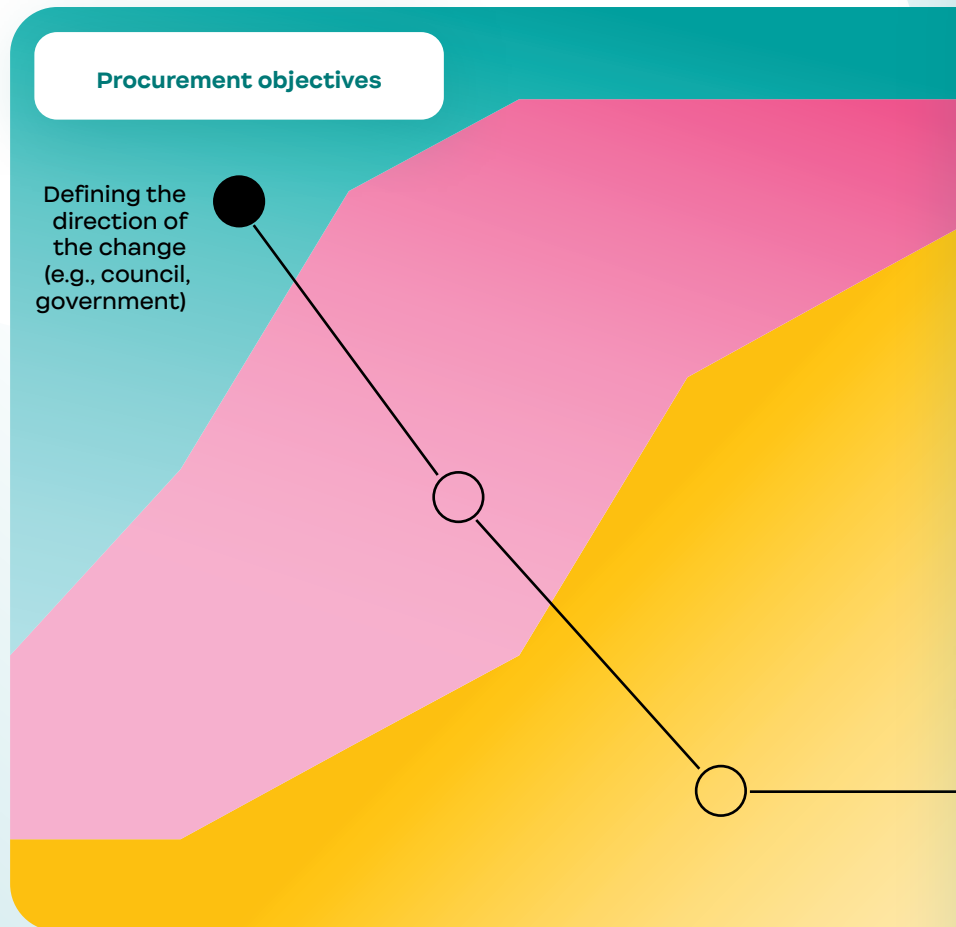 Procurement objectives
Defining the
direction of
the change
(e.g., council,
government)